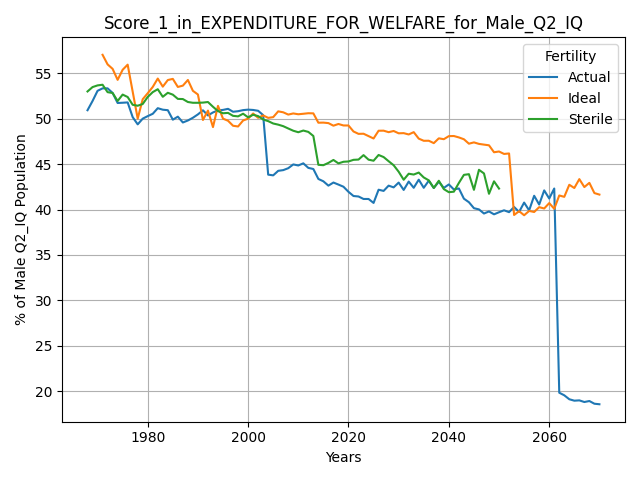 Score_1_in_EXPENDITURE_FOR_WELFARE_for_Male_Q2_IQ
% of Male Q2_IQ Population
55
50
45
40
35
30
25
20
1980
2000
2020
2040
2060
Years
Fertility
Actual
Ideal
Sterile